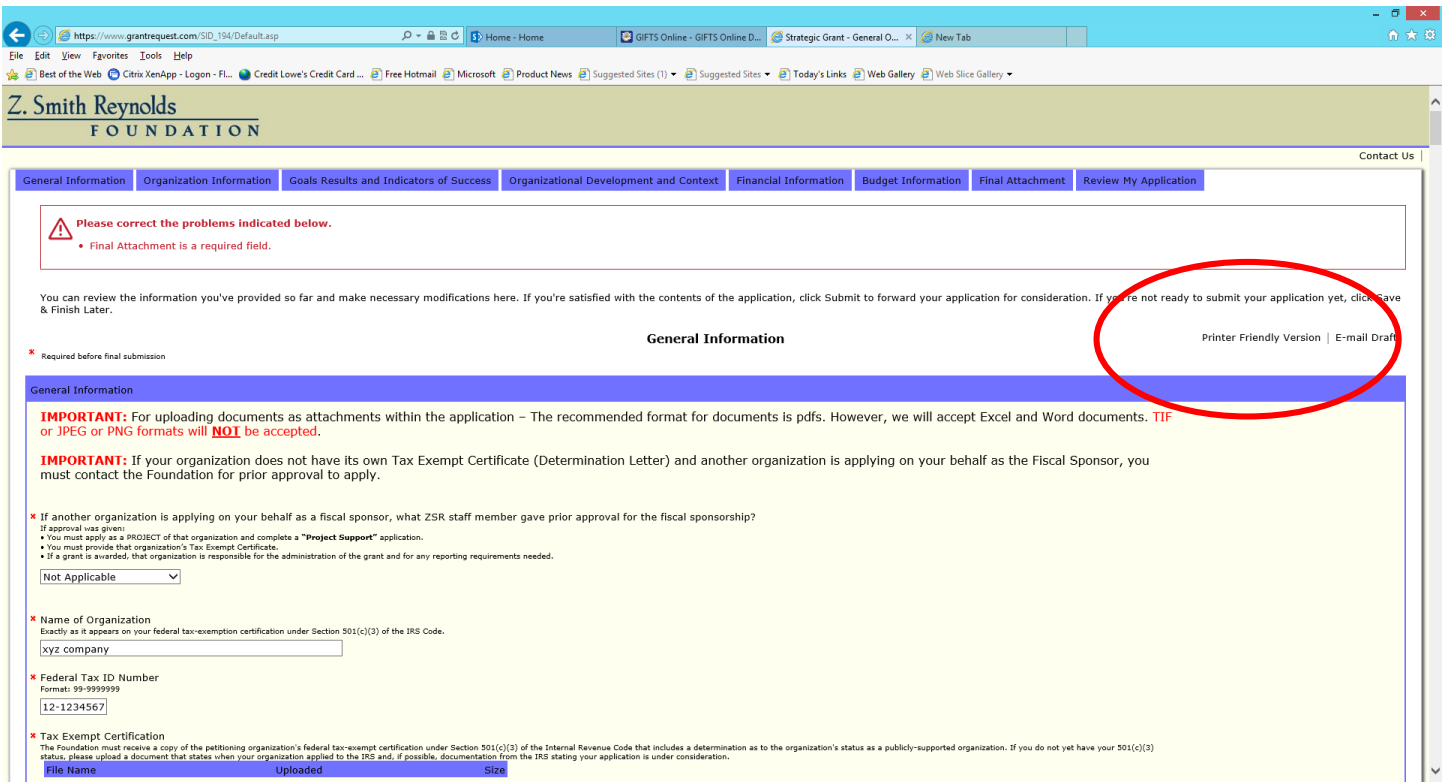 https://www.grantrequest.com/SID_194/Default.asp
Home - Home
GIFTS Online - GIFTS Online D...
Strategic Grant - General O...
New Tab
File Edit View Favorites Tools Help
Best of the Web Citrix XenApp - Logon - Fl... Credit Lowe's Credit Card ... Free Hotmail Microsoft Product News Suggested Sites (1) Suggested Sites Today's Links Web Gallery Web Slice Gallery
Z. Smith Reynolds
FOUNDATION
Contact Us |
General Information Organization Information Goals Results and Indicators of Success Organizational Development and Context Financial Information Budget Information Final Attachment Review My Application
Please correct the problems indicated below.
• Final Attachment is a required field.
You can review the information you've provided so far and make necessary modifications here. If you're satisfied with the contents of the application, click Submit to forward your application for consideration. If you're not ready to submit your application yet, click Save
& Finish Later.
General Information
Printer Friendly Version | E-mail Draft
* Required before final submission
General Information
IMPORTANT: For uploading documents as attachments within the application – The recommended format for documents is pdfs. However, we will accept Excel and Word documents. TIF
or JPEG or PNG formats will NOT be accepted.
IMPORTANT: If your organization does not have its own Tax Exempt Certificate (Determination Letter) and another organization is applying on your behalf as the Fiscal Sponsor, you
must contact the Foundation for prior approval to apply.
* If another organization is applying on your behalf as a fiscal sponsor, what ZSR staff member gave prior approval for the fiscal sponsorship?
If approval was given:
• You must apply as a PROJECT of that organization and complete a "Project Support" application.
• You must provide that organization's Tax Exempt Certificate.
• If a grant is awarded, that organization is responsible for the administration of the grant and for any reporting requirements needed.
Not Applicable
* Name of Organization
Exactly as it appears on your federal tax-exemption certification under Section 501(c)(3) of the IRS Code.
xyz company
* Federal Tax ID Number
Format: 99-9999999
12-1234567
* Tax Exempt Certification
The Foundation must receive a copy of the petitioning organization's federal tax-exempt certification under Section 501(c)(3) of the Internal Revenue Code that includes a determination as to the organization's status as a publicly-supported organization. If you do not yet have your 501(c)(3)
status, please upload a document that states when your organization applied to the IRS and, if possible, documentation from the IRS stating your application is under consideration.
File Name Uploaded Size